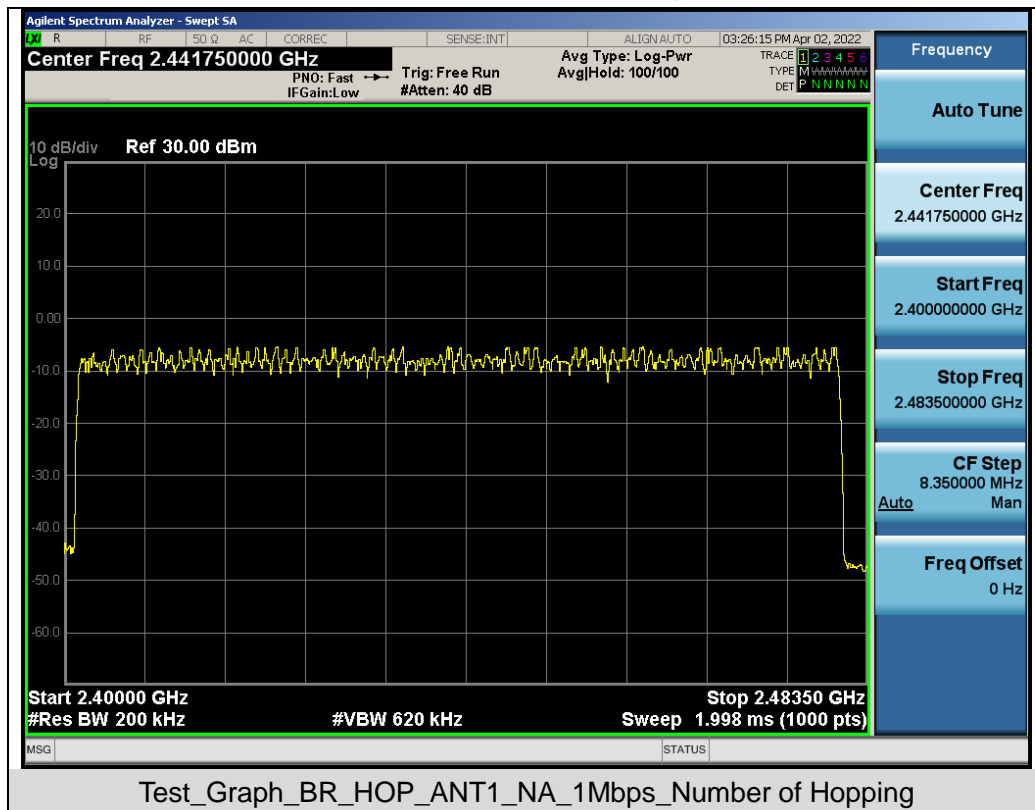 Agilent Spectrum Analyzer - Swept SA
LXI R RF 50 Ω AC CORREC SENSE:INT ALIGN AUTO 03:26:15 PM Apr 02, 2022
Center Freq 2.441750000 GHz
PNO: Fast
IFGain:Low
Trig: Free Run
#Atten: 40 dB
Avg Type: Log-Pwr
Avg|Hold: 100/100
TRACE 1 2 3 4 5 6
TYPE M WWWWW
DET P N N N N N
10 dB/div Ref 30.00 dBm
Log
20.0
10.0
0.00
-10.0
-20.0
-30.0
-40.0
-50.0
-60.0
Start 2.40000 GHz Stop 2.48350 GHz
#Res BW 200 kHz #VBW 620 kHz Sweep 1.998 ms (1000 pts)
MSG STATUS
Frequency
Auto Tune
Center Freq
2.441750000 GHz
Start Freq
2.400000000 GHz
Stop Freq
2.483500000 GHz
CF Step
8.350000 MHz
Auto Man
Freq Offset
0 Hz
Test_Graph_BR_HOP_ANT1_NA_1Mbps_Number of Hopping